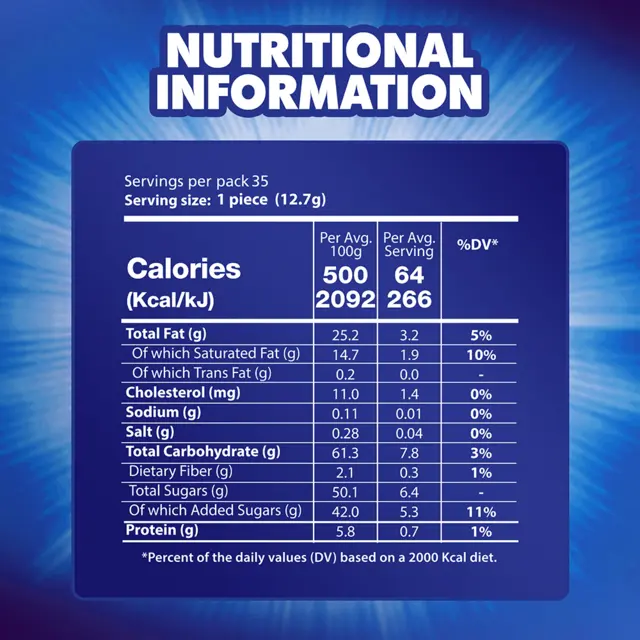 NUTRITIONAL
INFORMATION
Servings per pack 35
Serving size: 1 piece (12.7g)
Calories
(Kcal/kJ)
Per Avg. 100g
500
2092
Per Avg. Serving
64
266
%DV*
Total Fat (g) 25.2 3.2 5%
Of which Saturated Fat (g) 14.7 1.9 10%
Of which Trans Fat (g) 0.2 0.0 -
Cholesterol (mg) 11.0 1.4 0%
Sodium (g) 0.11 0.01 0%
Salt (g) 0.28 0.04 0%
Total Carbohydrate (g) 61.3 7.8 3%
Dietary Fiber (g) 2.1 0.3 1%
Total Sugars (g) 50.1 6.4 -
Of which Added Sugars (g) 42.0 5.3 11%
Protein (g) 5.8 0.7 1%
*Percent of the daily values (DV) based on a 2000 Kcal diet.